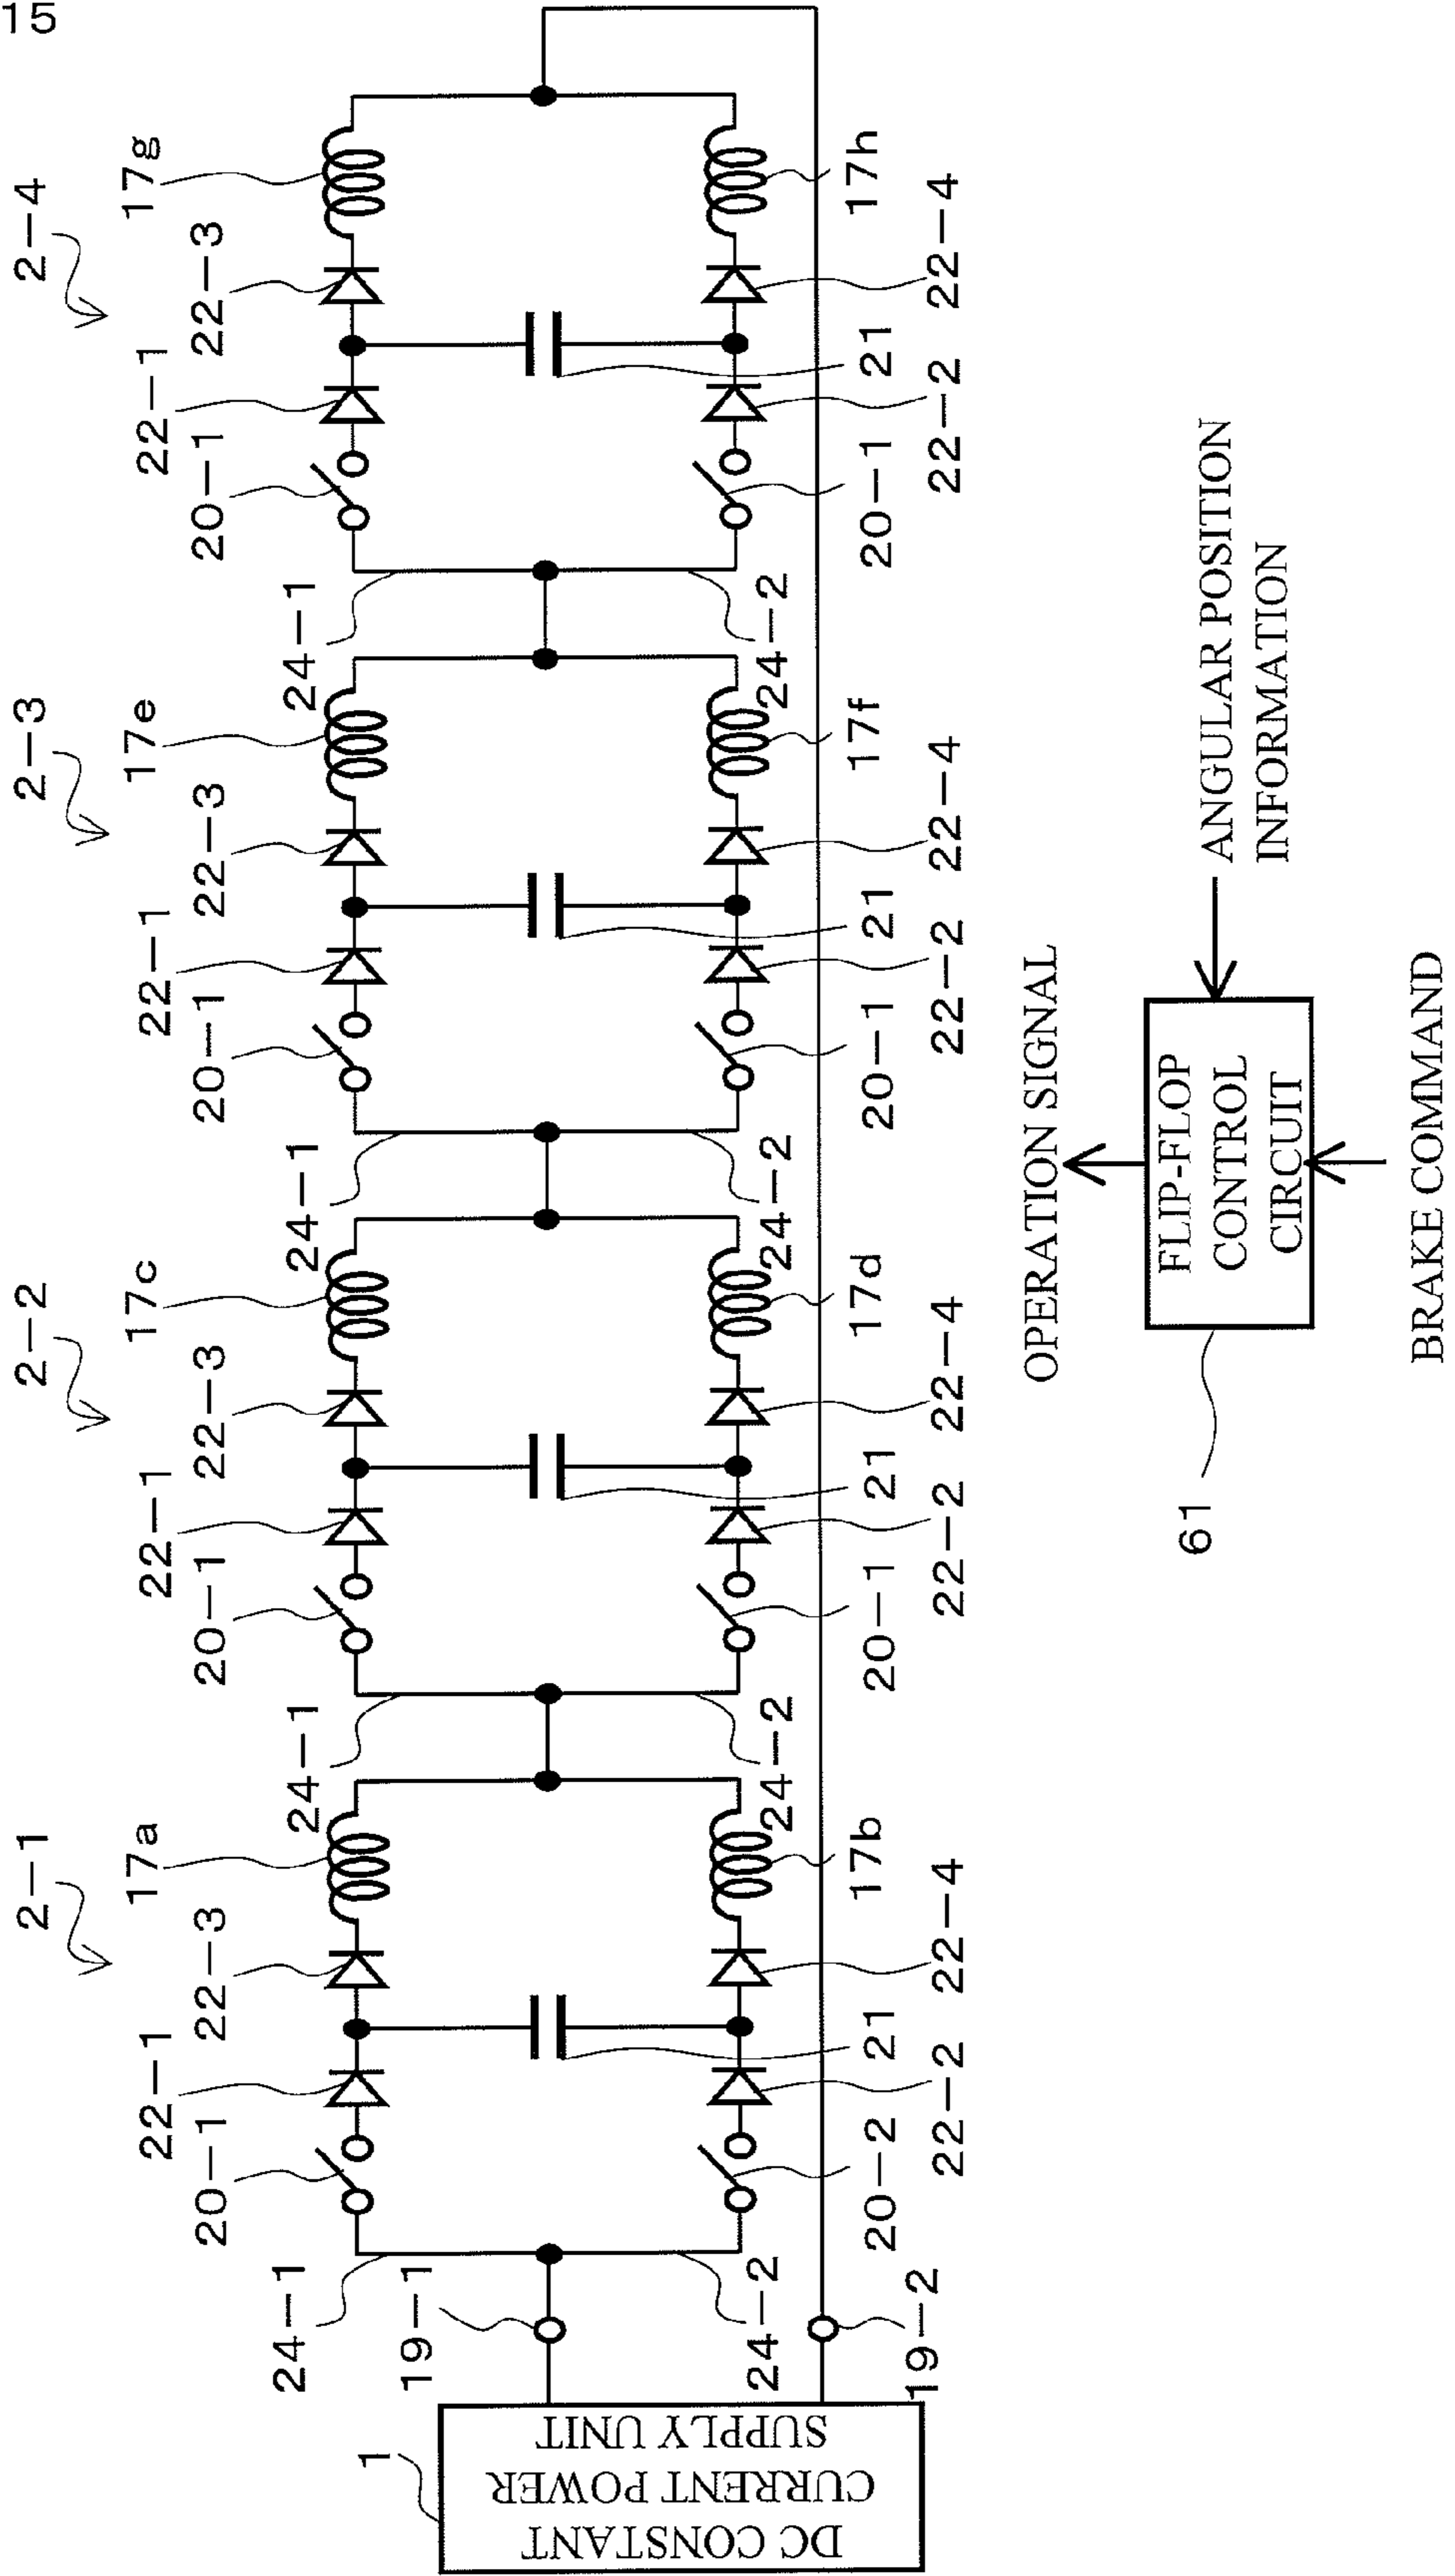 15
2-1
2-2
2-3
2-4
17a
17c
17e
17g
22-3
22-3
22-3
22-3
22-1
22-1
22-1
22-1
20-1
20-1
20-1
20-1
24-1
24-1
24-1
24-1
19-1
1
DC CONSTANT
CURRENT POWER
SUPPLY UNIT
24-2
24-2
24-2
24-2
17b
17d
17f
17h
21
21
21
21
20-2
20-1
20-1
20-1
22-4
22-4
22-4
22-4
22-2
22-2
22-2
22-2
19-2
OPERATION SIGNAL
FLIP-FLOP
CONTROL
CIRCUIT
ANGULAR POSITION
INFORMATION
61
BRAKE COMMAND